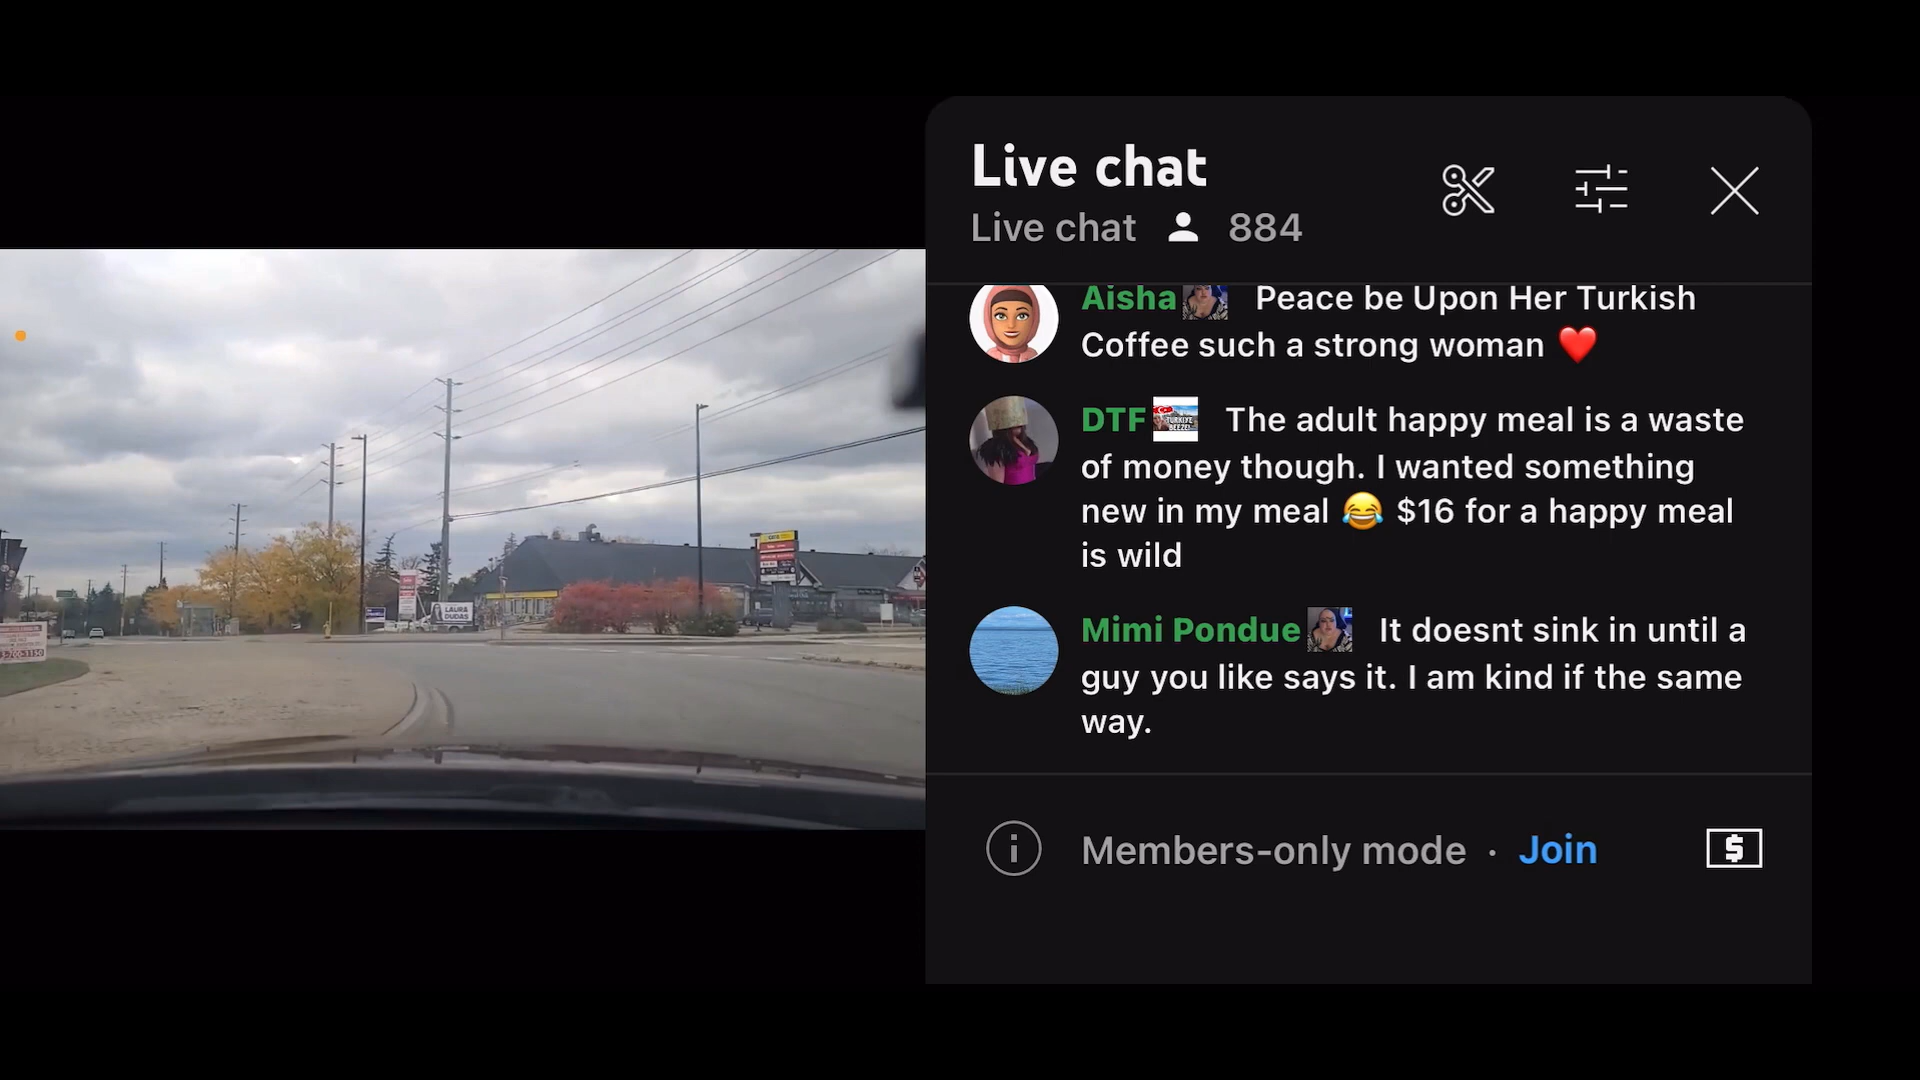 Live chat
Live chat 884
Aisha Peace be Upon Her Turkish
Coffee such a strong woman ❤️
DTF The adult happy meal is a waste
of money though. I wanted something
new in my meal 😂 $16 for a happy meal
is wild
Mimi Pondue It doesnt sink in until a
guy you like says it. I am kind if the same
way.
Members-only mode · Join
LAURA
DUDAS